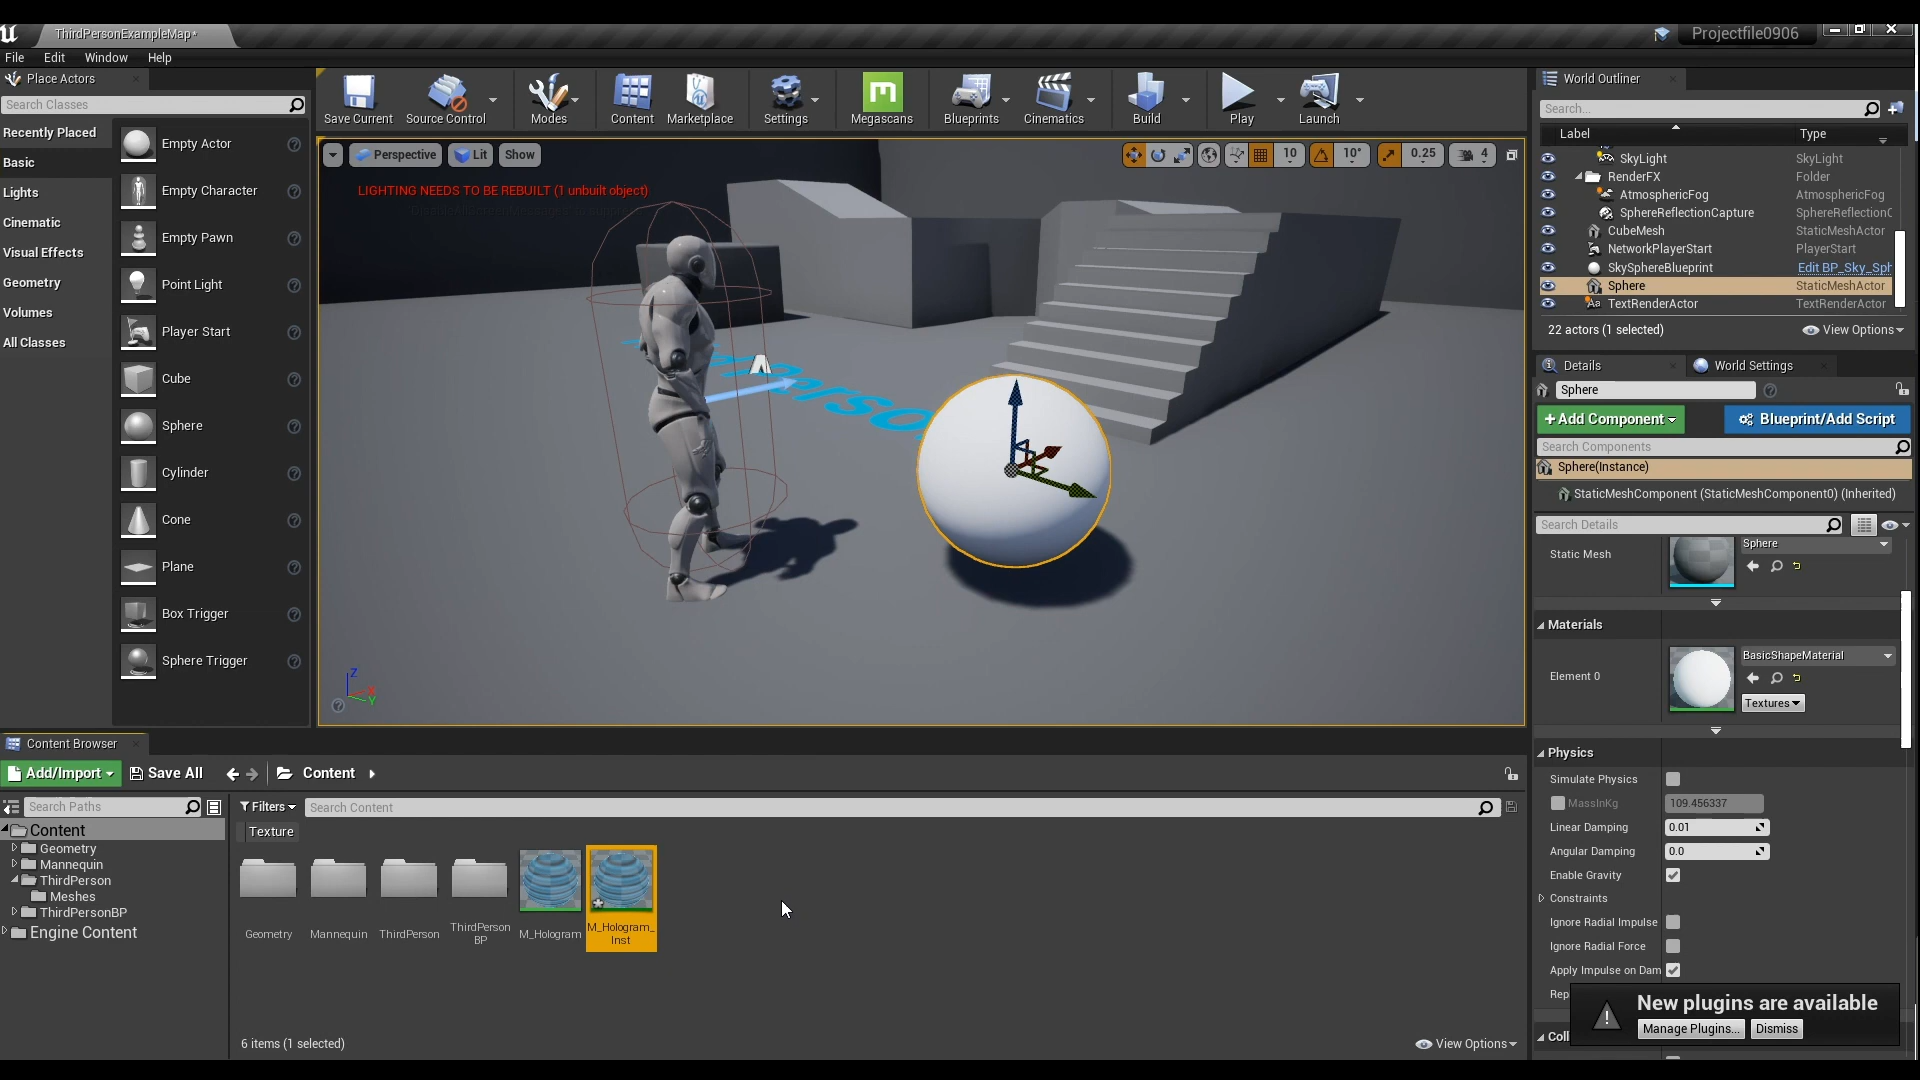 ThirdPersonExampleMap*
Projectfile0906
File Edit Window Help
Place Actors
Search Classes
Recently Placed
Basic
Lights
Cinematic
Visual Effects
Geometry
Volumes
All Classes
Empty Actor
Empty Character
Empty Pawn
Point Light
Player Start
Cube
Sphere
Cylinder
Cone
Plane
Box Trigger
Sphere Trigger
Save Current
Source Control
Modes
Content
Marketplace
Settings
Megascans
Blueprints
Cinematics
Build
Play
Launch
Perspective Lit Show
10 10° 0.25 4
LIGHTING NEEDS TO BE REBUILT (1 unbuilt object)
Z
X
Y
World Outliner
Search...
Label Type
SkyLight SkyLight
RenderFX Folder
AtmosphericFog AtmosphericFog
SphereReflectionCapture SphereReflectionC
CubeMesh StaticMeshActor
NetworkPlayerStart PlayerStart
SkySphereBlueprint Edit BP_Sky_Sph
Sphere StaticMeshActor
TextRenderActor TextRenderActor
22 actors (1 selected) View Options
Details World Settings
Sphere
+Add Component Blueprint/Add Script
Search Components
Sphere(Instance)
StaticMeshComponent (StaticMeshComponent0) (Inherited)
Search Details
Static Mesh Sphere
Materials
Element 0 BasicShapeMaterial
Textures
Physics
Simulate Physics
MassInKg 109.456337
Linear Damping 0.01
Angular Damping 0.0
Enable Gravity
Constraints
Ignore Radial Impulse
Ignore Radial Force
Apply Impulse on Dam
Rep
Coll
New plugins are available
Manage Plugins... Dismiss
Content Browser
Add/Import Save All Content
Search Paths
Content
Geometry
Mannequin
ThirdPerson
Meshes
ThirdPersonBP
Engine Content
Filters Search Content
Texture
Geometry
Mannequin
ThirdPerson
ThirdPerson
BP
M_Hologram
M_Hologram_
Inst
6 items (1 selected) View Options